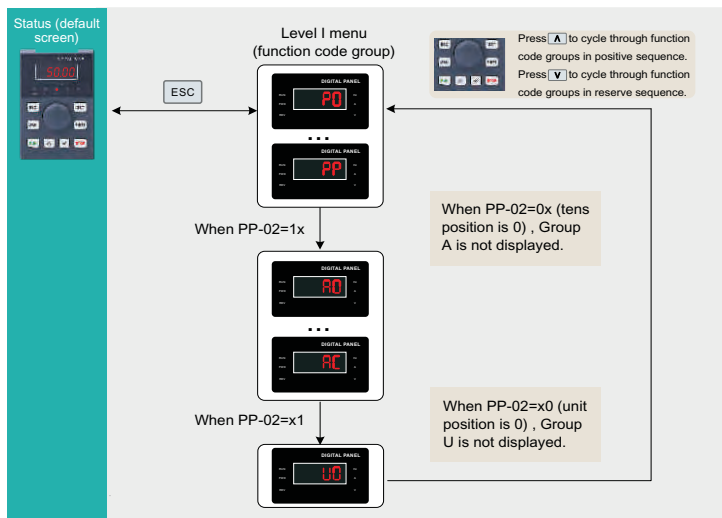 Status (default
screen)
50.00
ESC
Level I menu
(function code group)
DIGITAL PANEL
P0
...
DIGITAL PANEL
PP
Press ∧ to cycle through function
code groups in positive sequence.
Press ∨ to cycle through function
code groups in reserve sequence.
When PP-02=1x
When PP-02=0x (tens
position is 0) , Group
A is not displayed.
DIGITAL PANEL
A0
...
DIGITAL PANEL
AC
When PP-02=x1
When PP-02=x0 (unit
position is 0) , Group
U is not displayed.
DIGITAL PANEL
U0